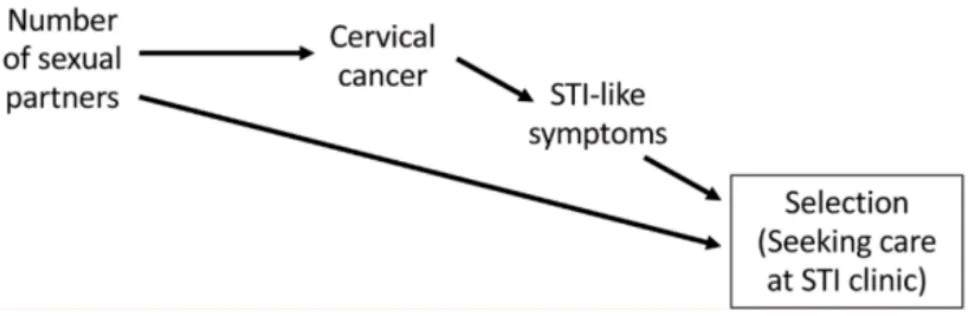 Number
of sexual
partners
Cervical
cancer
STI-like
symptoms
Selection
(Seeking care
at STI clinic)